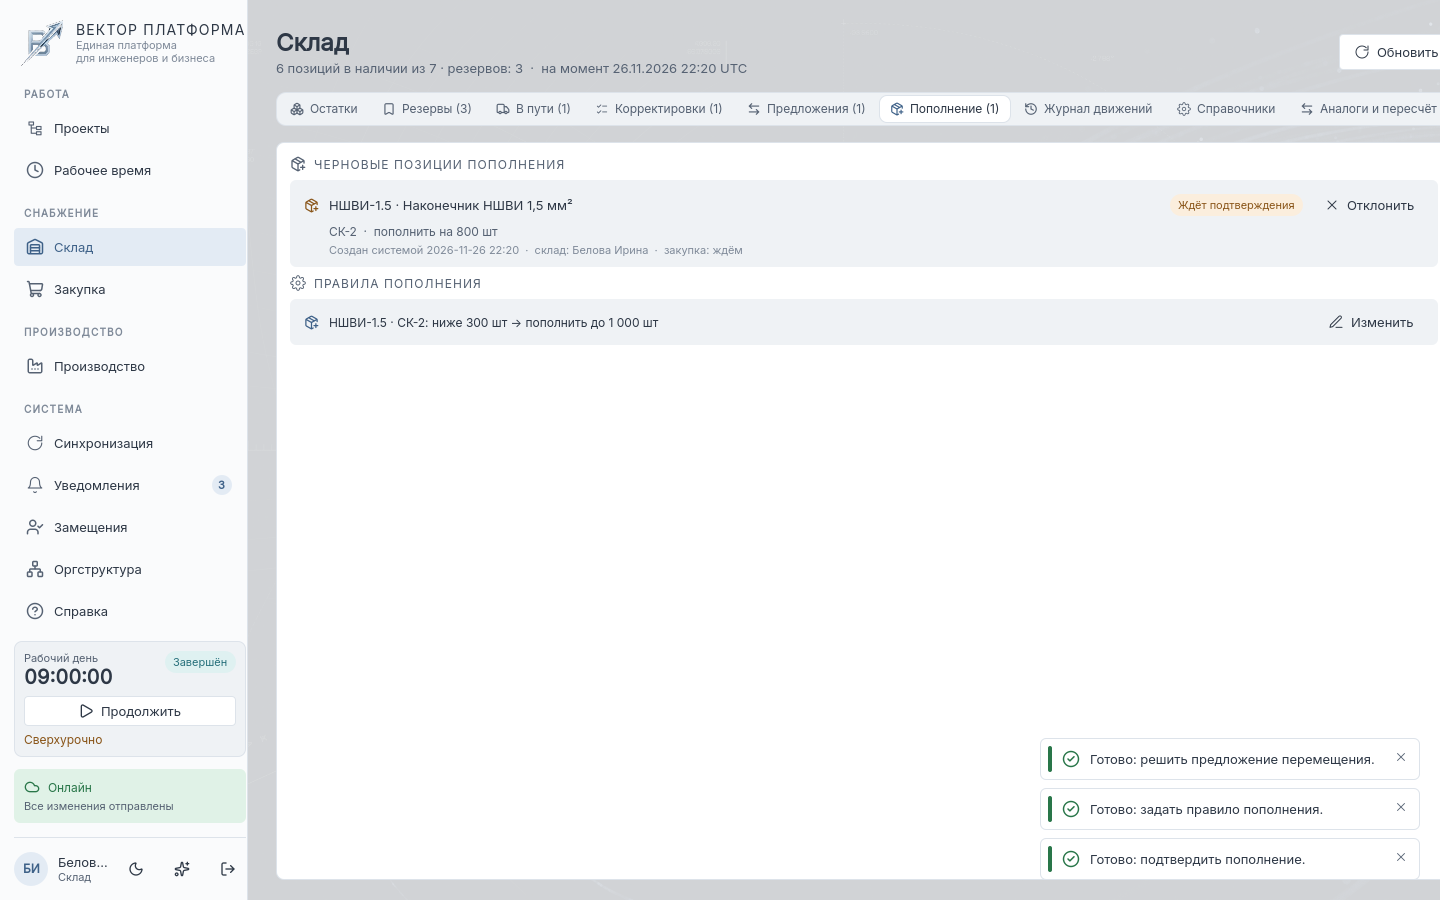 ВЕКТОР ПЛАТФОРМА
Единая платформа
для инженеров и бизнеса
РАБОТА
Проекты
Рабочее время
СНАБЖЕНИЕ
Склад
Закупка
ПРОИЗВОДСТВО
Производство
СИСТЕМА
Синхронизация
Уведомления 3
Замещения
Оргструктура
Справка
Рабочий день Завершён
09:00:00
Продолжить
Сверхурочно
Онлайн
Все изменения отправлены
БИ Белов...
Склад
Склад
6 позиций в наличии из 7 · резервов: 3 · на момент 26.11.2026 22:20 UTC
Обновить
Остатки Резервы (3) В пути (1) Корректировки (1) Предложения (1) Пополнение (1) Журнал движений Справочники Аналоги и пересчёт
ЧЕРНОВЫЕ ПОЗИЦИИ ПОПОЛНЕНИЯ
НШВИ-1.5 · Наконечник НШВИ 1,5 мм² Ждёт подтверждения Отклонить
СК-2 · пополнить на 800 шт
Создан системой 2026-11-26 22:20 · склад: Белова Ирина · закупка: ждём
ПРАВИЛА ПОПОЛНЕНИЯ
НШВИ-1.5 · СК-2: ниже 300 шт → пополнить до 1 000 шт Изменить
Готово: решить предложение перемещения.
Готово: задать правило пополнения.
Готово: подтвердить пополнение.